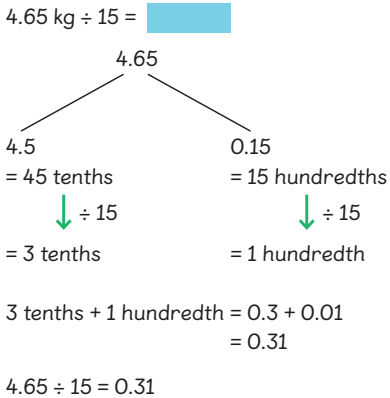 4.65 kg ÷ 15 =
4.65
4.5 0.15
= 45 tenths = 15 hundredths
÷ 15 ÷ 15
= 3 tenths = 1 hundredth
3 tenths + 1 hundredth = 0.3 + 0.01
= 0.31
4.65 ÷ 15 = 0.31